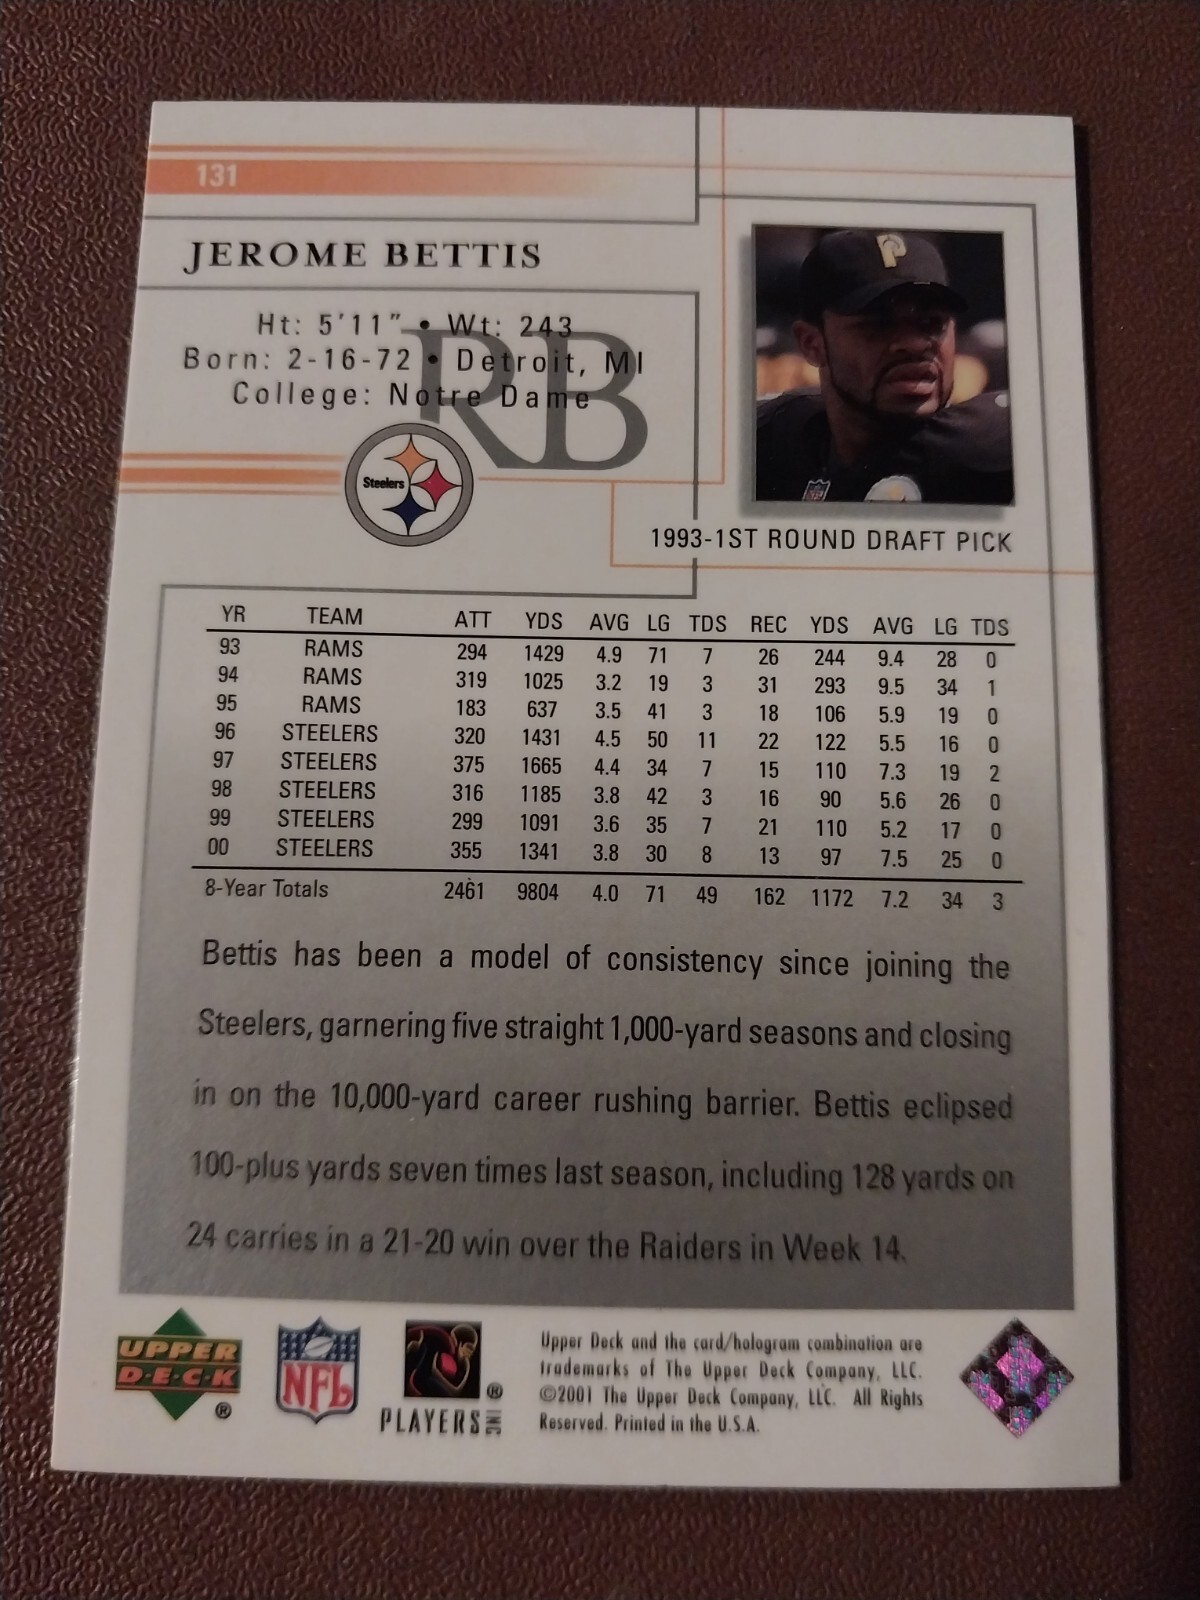 131
JEROME BETTIS
Ht: 5'11" • Wt: 243
Born: 2-16-72 • Detroit, MI
College: Notre Dame
RB
P
Steelers
1993-1ST ROUND DRAFT PICK
YR TEAM ATT YDS AVG LG TDS REC YDS AVG LG TDS
93 RAMS 294 1429 4.9 71 7 26 244 9.4 28 0
94 RAMS 319 1025 3.2 19 3 31 293 9.5 34 1
95 RAMS 183 637 3.5 41 3 18 106 5.9 19 0
96 STEELERS 320 1431 4.5 50 11 22 122 5.5 16 0
97 STEELERS 375 1665 4.4 34 7 15 110 7.3 19 2
98 STEELERS 316 1185 3.8 42 3 16 90 5.6 26 0
99 STEELERS 299 1091 3.6 35 7 21 110 5.2 17 0
00 STEELERS 355 1341 3.8 30 8 13 97 7.5 25 0
8-Year Totals 2461 9804 4.0 71 49 162 1172 7.2 34 3
Bettis has been a model of consistency since joining the
Steelers, garnering five straight 1,000-yard seasons and closing
in on the 10,000-yard career rushing barrier. Bettis eclipsed
100-plus yards seven times last season, including 128 yards on
24 carries in a 21-20 win over the Raiders in Week 14.
UPPER
D·E·C·K
®
NFL
®
PLAYERS INC
Upper Deck and the card/hologram combination are
trademarks of The Upper Deck Company, LLC.
©2001 The Upper Deck Company, LLC. All Rights
Reserved. Printed in the U.S.A.